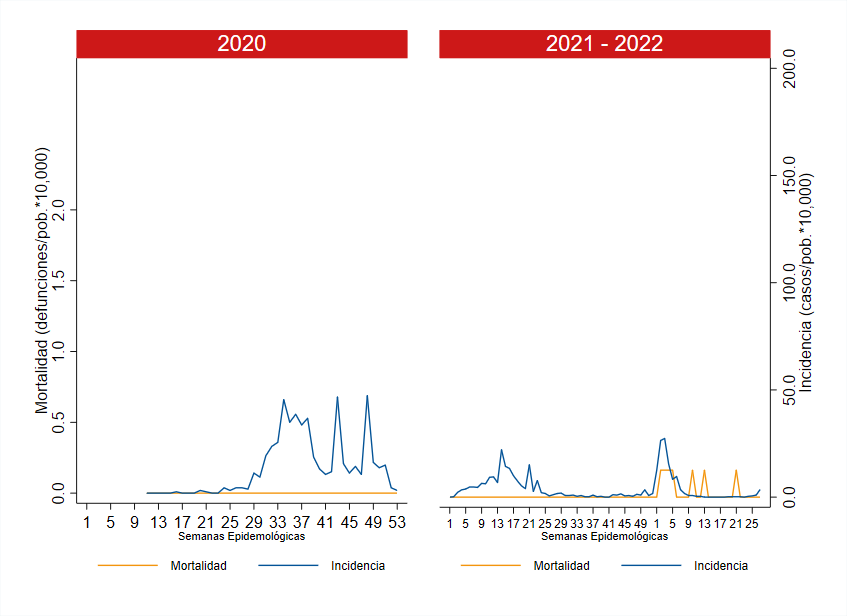 2020
2021 - 2022
Mortalidad (defunciones/pob.*10,000)
0.0 0.5 1.0 1.5 2.0
Incidencia (casos/pob.*10,000)
0.0 50.0 100.0 150.0 200.0
1 5 9 13 17 21 25 29 33 37 41 45 49 53
Semanas Epidemológicas
1 5 9 13 17 21 25 29 33 37 41 45 49 1 5 9 13 17 21 25
Semanas Epidemológicas
Mortalidad Incidencia
Mortalidad Incidencia